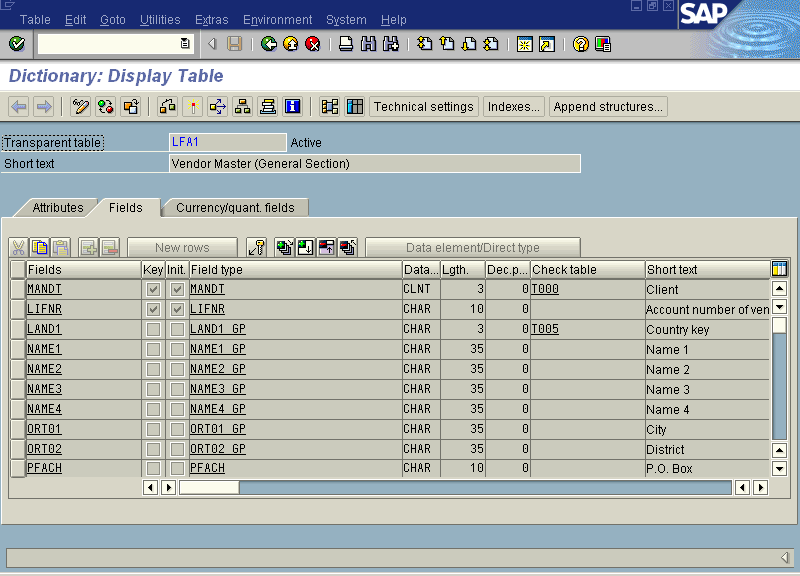 Table Edit Goto Utilities Extras Environment System Help
SAP
Dictionary: Display Table
Technical settings Indexes... Append structures...
Transparent table LFA1 Active
Short text Vendor Master (General Section)
Attributes Fields Currency/quant. fields
New rows Data element/Direct type
Fields Key Init. Field type Data... Lgth. Dec.p... Check table Short text
MANDT MANDT CLNT 3 0 T000 Client
LIFNR LIFNR CHAR 10 0 Account number of ven
LAND1 LAND1_GP CHAR 3 0 T005 Country key
NAME1 NAME1_GP CHAR 35 0 Name 1
NAME2 NAME2_GP CHAR 35 0 Name 2
NAME3 NAME3_GP CHAR 35 0 Name 3
NAME4 NAME4_GP CHAR 35 0 Name 4
ORT01 ORT01_GP CHAR 35 0 City
ORT02 ORT02_GP CHAR 35 0 District
PFACH PFACH CHAR 10 0 P.O. Box